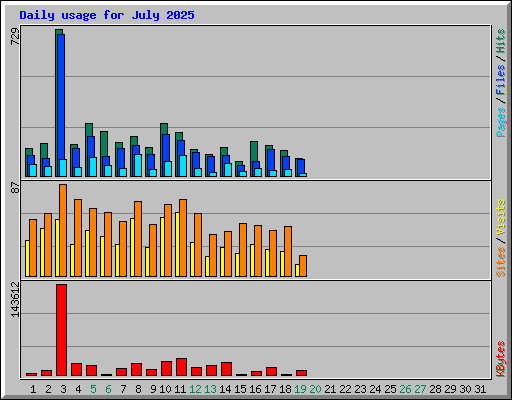 Daily usage for July 2025
729
87
143612
Pages / Files / Hits
Sites / Visits
KBytes
1 2 3 4 5 6 7 8 9 10 11 12 13 14 15 16 17 18 19 20 21 22 23 24 25 26 27 28 29 30 31